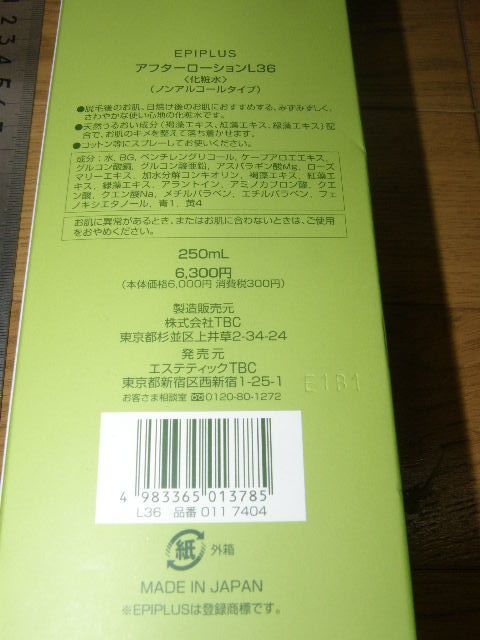 EPIPLUS
アフターローションL36
〈化粧水〉
(ノンアルコールタイプ)
●脱毛後のお肌、日焼け後のお肌におすすめする、みずみずしく、
さわやかな使い心地の化粧水です。
●天然うるおい成分(褐藻エキス、紅藻エキス、緑藻エキス)配
合で、お肌のキメを整えて落ち着かせます。
●コットン等にスプレーしてお使いください。
成分:水、BG、ペンチレングリコール、ケープアロエエキス、
グルコン酸銅、グルコン酸亜鉛、アスパラギン酸Mg、ローズ
マリーエキス、加水分解コンキオリン、褐藻エキス、紅藻エ
キス、緑藻エキス、アラントイン、アミノカプロン酸、クエ
ン酸、クエン酸Na、メチルパラベン、エチルパラベン、フェ
ノキシエタノール、青1、黄4
お肌に異常があるとき、またはお肌に合わないときは、ご使用
をおやめください。
250mL
6,300円
(本体価格6,000円 消費税300円)
製造販売元
株式会社TBC
東京都杉並区上井草2-34-24
発売元
エステティックTBC
東京都新宿区西新宿1-25-1
お客さま相談室 0120-80-1272
E1B1
4 983365 013785
L36 品番 011 7404
紙 外箱
MADE IN JAPAN
※EPIPLUSは登録商標です。